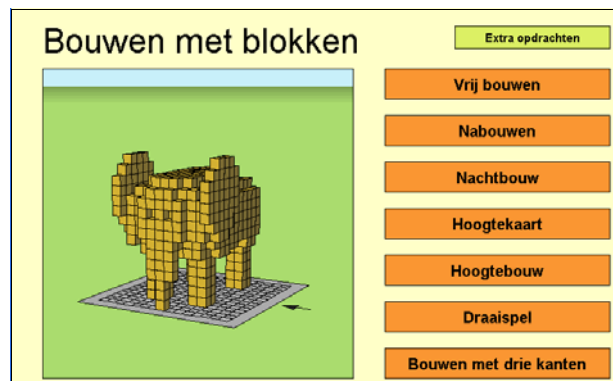 Bouwen met blokken
Extra opdrachten
Vrij bouwen
Nabouwen
Nachtbouw
Hoogtekaart
Hoogtebouw
Draaispel
Bouwen met drie kanten